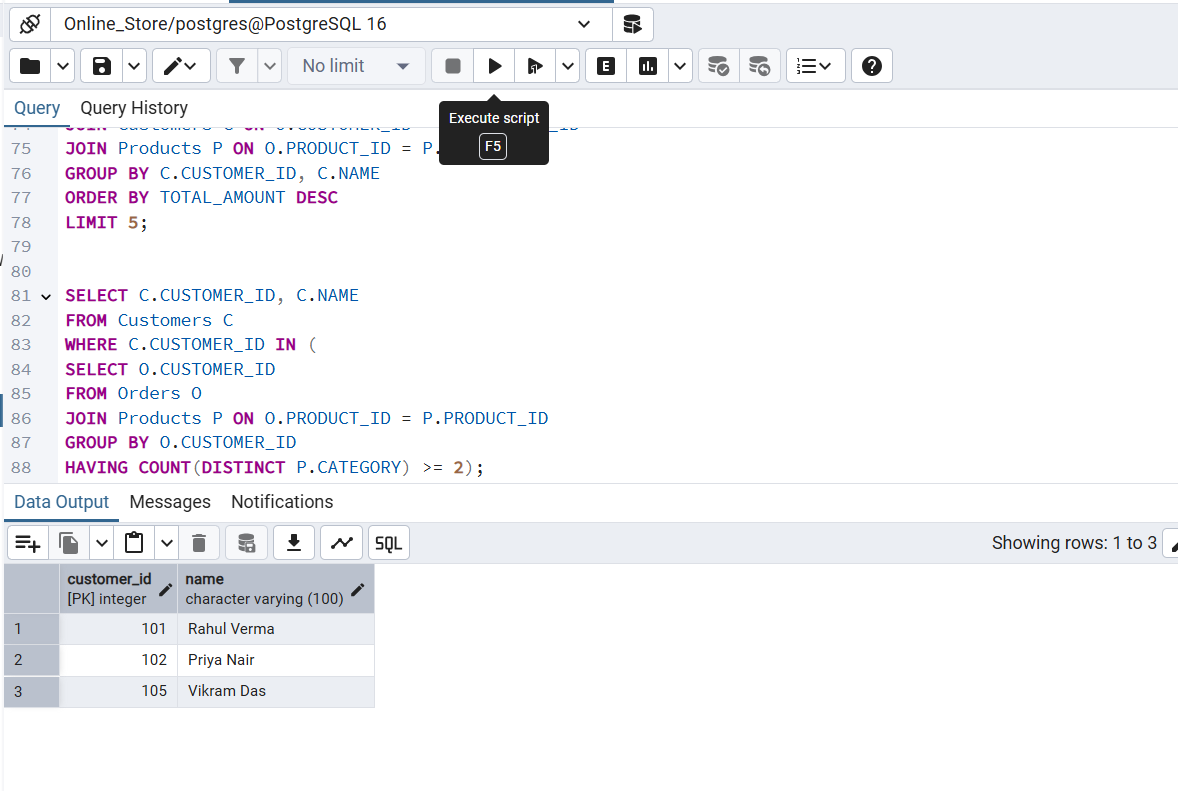 Online_Store/postgres@PostgreSQL 16
No limit
E
Query Query History
Execute script
F5
75 JOIN Products P ON O.PRODUCT_ID = P.
76 GROUP BY C.CUSTOMER_ID, C.NAME
77 ORDER BY TOTAL_AMOUNT DESC
78 LIMIT 5;
79
80
81 SELECT C.CUSTOMER_ID, C.NAME
82 FROM Customers C
83 WHERE C.CUSTOMER_ID IN (
84 SELECT O.CUSTOMER_ID
85 FROM Orders O
86 JOIN Products P ON O.PRODUCT_ID = P.PRODUCT_ID
87 GROUP BY O.CUSTOMER_ID
88 HAVING COUNT(DISTINCT P.CATEGORY) >= 2);
Data Output Messages Notifications
SQL Showing rows: 1 to 3
customer_id name
[PK] integer character varying (100)
1 101 Rahul Verma
2 102 Priya Nair
3 105 Vikram Das